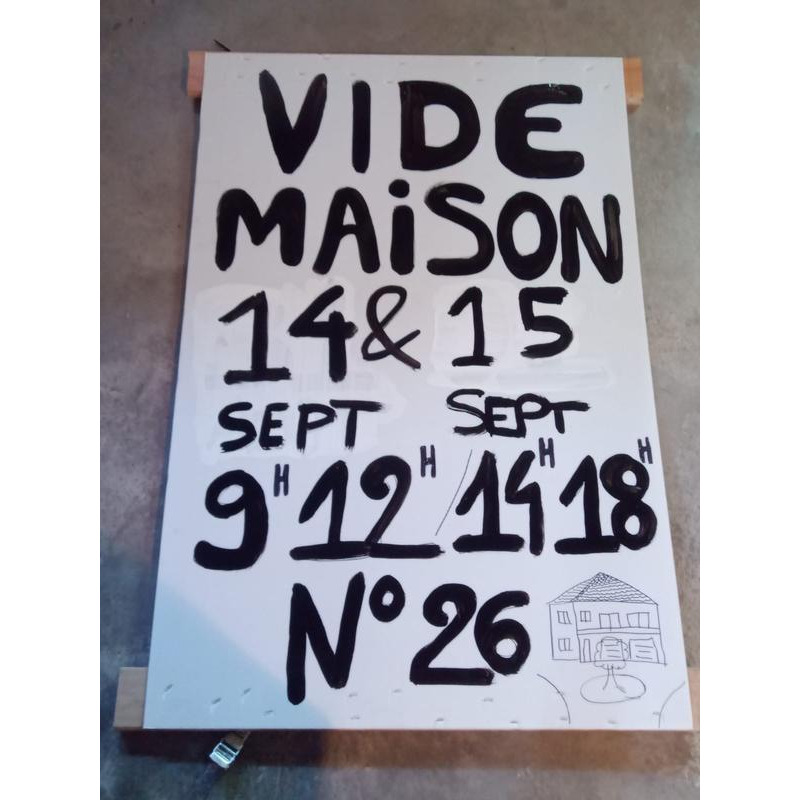 VIDE
MAiSON
14 & 15
SEPT SEPT
9H 12H / 14H 18H
N° 26